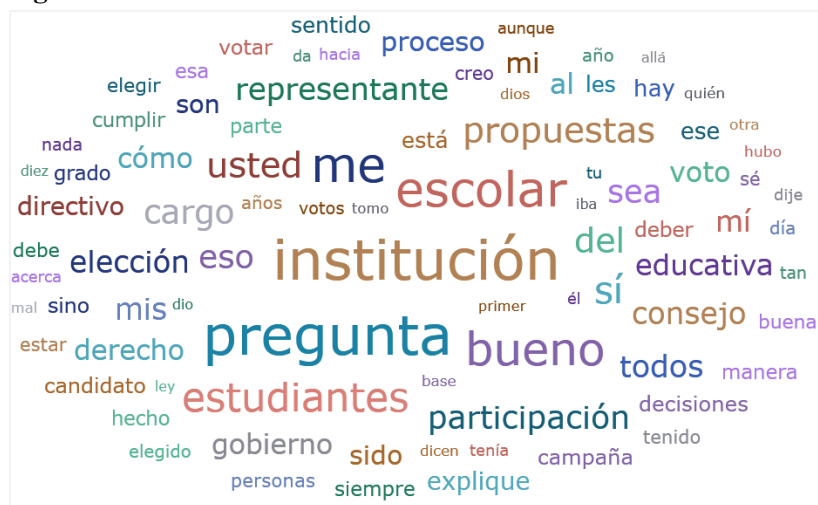 sentido aunque
votar da hacia proceso año allá
elegir esa representante creo mi al les hay quién
son dios
cumplir parte está propuestas ese otra
nada hubo
diez grado cómo usted me escolar tu sea voto sé
directivo cargo años votos tomo iba mí dije
debe elección eso institución del deber día
acerca educativa tan
mal sino mis dio primer él sí consejo buena
estar derecho pregunta bueno todos manera
candidato ley estudiantes base decisiones
hecho participación
elegido gobierno sido dicen tenía campaña tenido
personas siempre explique